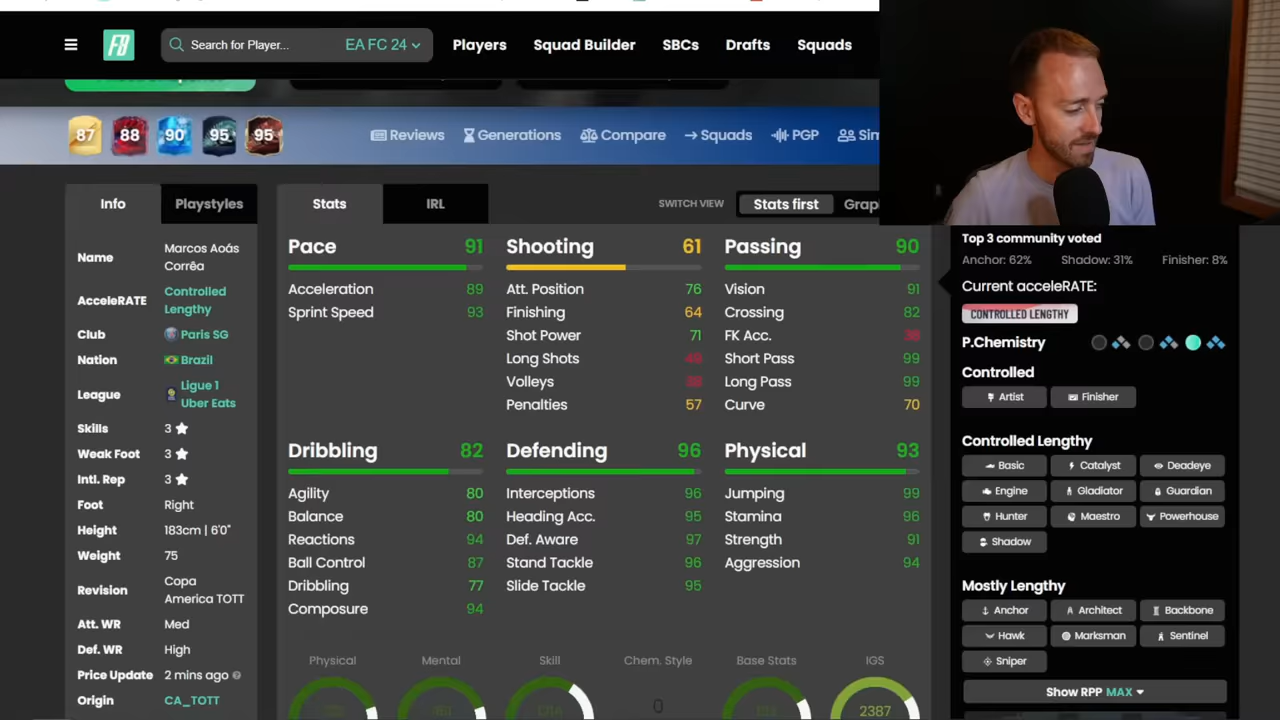 FB
Search for Player...
EA FC 24
Players
Squad Builder
SBCs
Drafts
Squads
87
88
90
95
95
Reviews
Generations
Compare
Squads
PGP
Sim
Info
Playstyles
Name
Marcos Aoás
Corrêa
AcceleRATE
Controlled
Lengthy
Club
Paris SG
Nation
Brazil
League
Ligue 1
Uber Eats
Skills
3
Weak Foot
3
Intl. Rep
3
Foot
Right
Height
183cm | 6'0"
Weight
75
Revision
Copa
America TOTT
Att. WR
Med
Def. WR
High
Price Update
2 mins ago
Origin
CA_TOTT
Stats
IRL
SWITCH VIEW
Stats first
Grap
Pace 91
Acceleration 89
Sprint Speed 93
Shooting 61
Att. Position 76
Finishing 64
Shot Power 71
Long Shots
Volleys
Penalties 57
Passing 90
Vision 91
Crossing 82
FK Acc.
Short Pass 99
Long Pass 99
Curve 70
Dribbling 82
Agility 80
Balance 80
Reactions 94
Ball Control 87
Dribbling 77
Composure 94
Defending 96
Interceptions 96
Heading Acc. 95
Def. Aware 97
Stand Tackle 96
Slide Tackle 95
Physical 93
Jumping 99
Stamina 96
Strength 91
Aggression 94
Physical
Mental
Skill
Chem. Style
Base Stats
IGS
0
2387
Top 3 community voted
Anchor: 62%
Shadow: 31%
Finisher: 8%
Current acceleRATE:
CONTROLLED LENGTHY
P.Chemistry
Controlled
Artist
Finisher
Controlled Lengthy
Basic
Catalyst
Deadeye
Engine
Gladiator
Guardian
Hunter
Maestro
Powerhouse
Shadow
Mostly Lengthy
Anchor
Architect
Backbone
Hawk
Marksman
Sentinel
Sniper
Show RPP MAX